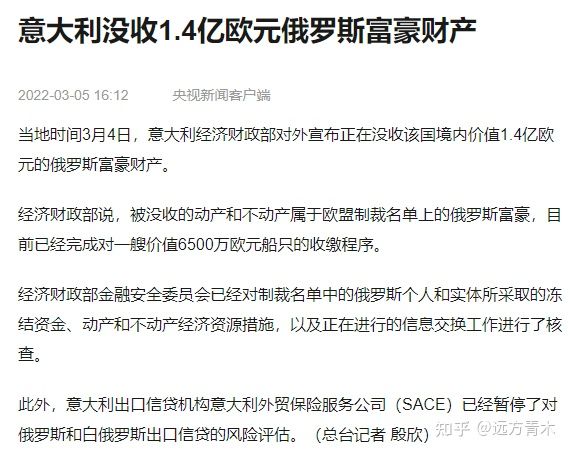 意大利没收1.4亿欧元俄罗斯富豪财产
2022-03-05 16:12 央视新闻客户端
当地时间3月4日，意大利经济财政部对外宣布正在没收该国境内价值1.4亿欧
元的俄罗斯富豪财产。
经济财政部说，被没收的动产和不动产属于欧盟制裁名单上的俄罗斯富豪，目
前已经完成对一艘价值6500万欧元船只的收缴程序。
经济财政部金融安全委员会已经对制裁名单中的俄罗斯个人和实体所采取的冻
结资金、动产和不动产经济资源措施，以及正在进行的信息交换工作进行了核
查。
此外，意大利出口信贷机构意大利外贸保险服务公司（SACE）已经暂停了对
俄罗斯和白俄罗斯出口信贷的风险评估。（总台记者 殷欣）
知乎 @远方青木